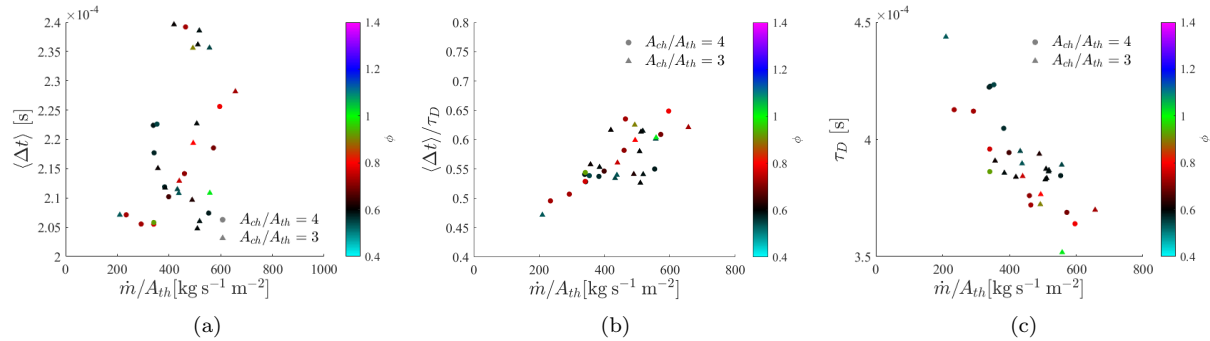 ×10⁻⁴
2.4
2.35
2.3
2.25
2.2
2.15
2.1
2.05
2
⟨Δt⟩ [s]
0 200 400 600 800 1000
ṁ/A_th[kg s⁻¹ m⁻²]
A_ch/A_th = 4
A_ch/A_th = 3
1.4
1.2
1
0.8
0.6
0.4
ϕ
(a)
0.8
0.75
0.7
0.65
0.6
0.55
0.5
0.45
0.4
⟨Δt⟩/τ_D
0 200 400 600 800
ṁ/A_th[kg s⁻¹ m⁻²]
A_ch/A_th = 4
A_ch/A_th = 3
1.4
1.2
1
0.8
0.6
0.4
ϕ
(b)
×10⁻⁴
4.5
4
3.5
τ_D [s]
0 200 400 600 800
ṁ/A_th[kg s⁻¹ m⁻²]
A_ch/A_th = 4
A_ch/A_th = 3
1.4
1.2
1
0.8
0.6
0.4
ϕ
(c)